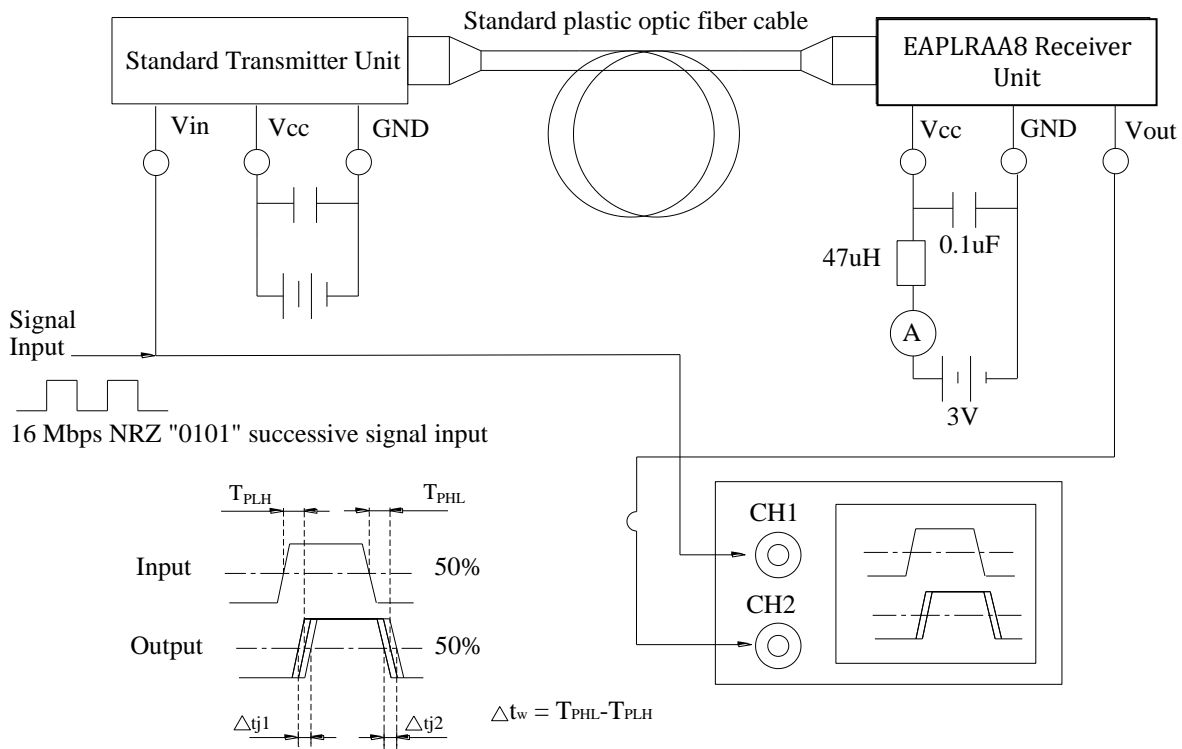 Standard plastic optic fiber cable
Standard Transmitter Unit
EAPLRAA8 Receiver
Unit
Vin
Vcc
GND
Vcc
GND
Vout
0.1uF
47uH
A
3V
Signal
Input
16 Mbps NRZ "0101" successive signal input
TPLH
TPHL
Input
50%
Output
50%
△tj1
△tj2
△tw = TPHL-TPLH
CH1
CH2